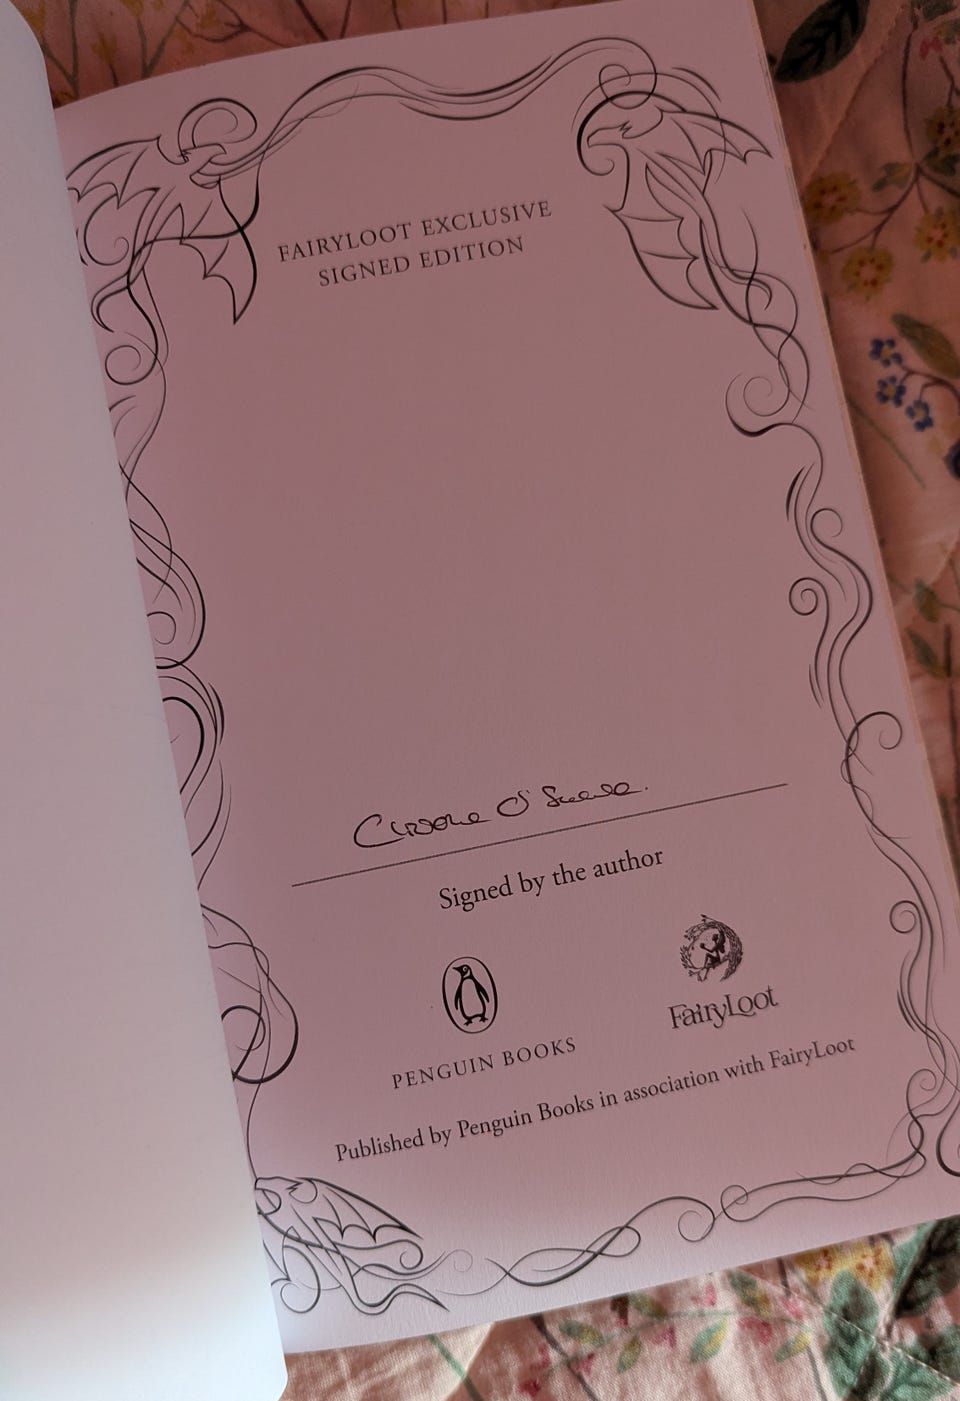 FAIRYLOOT EXCLUSIVE
SIGNED EDITION
Signed by the author
PENGUIN BOOKS
FairyLoot
Published by Penguin Books in association with FairyLoot